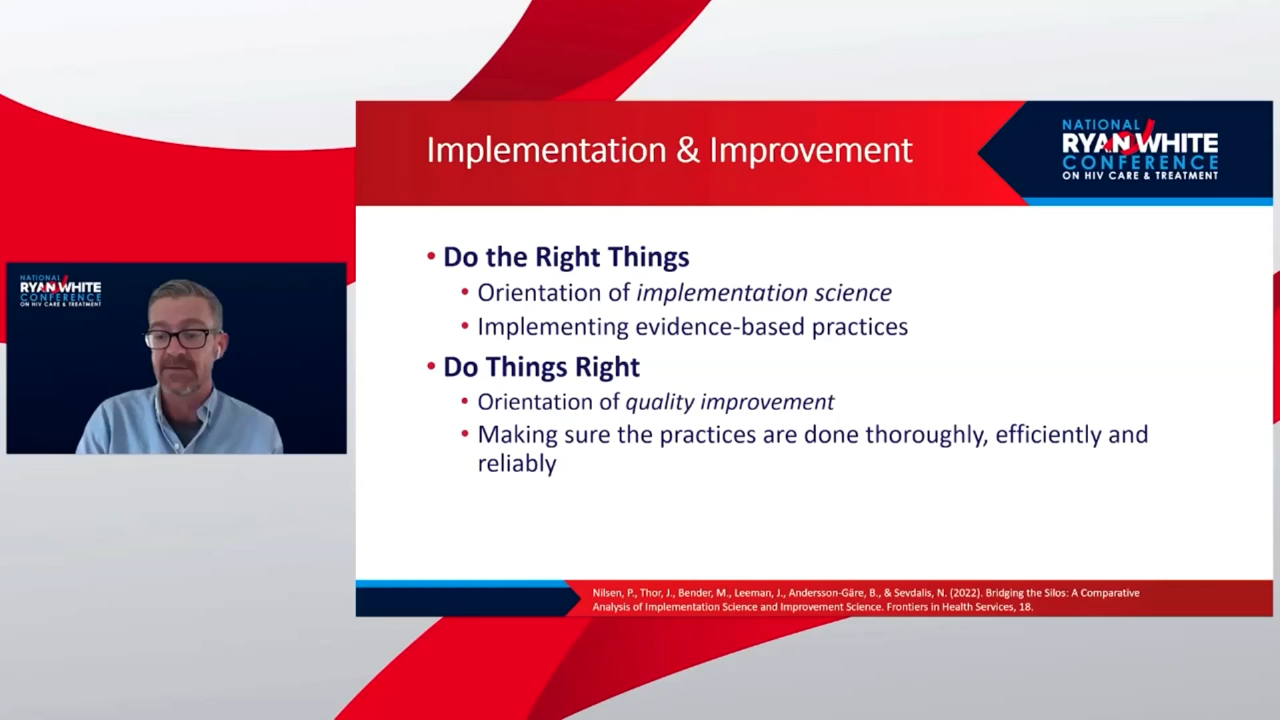 Implementation & Improvement
NATIONAL
RYAN WHITE
CONFERENCE
ON HIV CARE & TREATMENT
• Do the Right Things
• Orientation of implementation science
• Implementing evidence-based practices
• Do Things Right
• Orientation of quality improvement
• Making sure the practices are done thoroughly, efficiently and
reliably
NATIONAL
RYAN WHITE
CONFERENCE
ON HIV CARE & TREATMENT
Nilsen, P., Thor, J., Bender, M., Leeman, J., Andersson-Gäre, B., & Sevdalis, N. (2022). Bridging the Silos: A Comparative
Analysis of Implementation Science and Improvement Science. Frontiers in Health Services, 18.